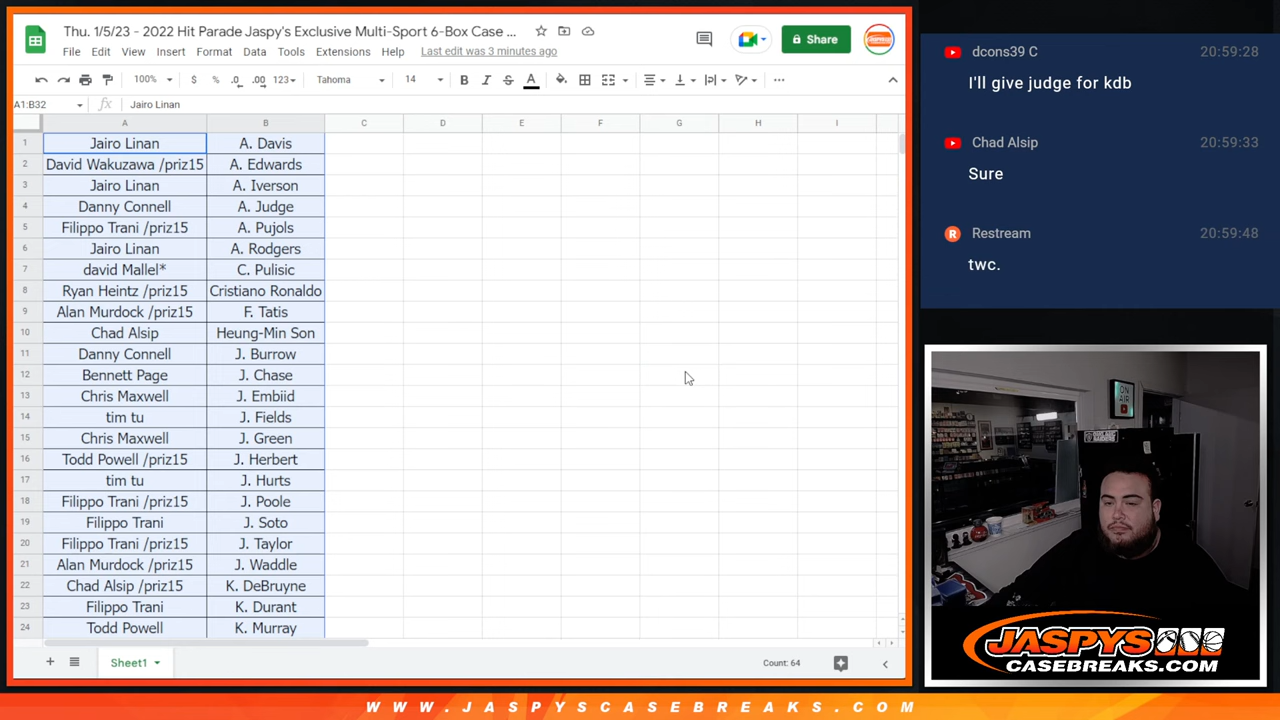 Thu. 1/5/23 - 2022 Hit Parade Jaspy's Exclusive Multi-Sport 6-Box Case ...
File Edit View Insert Format Data Tools Extensions Help Last edit was 3 minutes ago
Share
100% $ % .0 .00 123 Tahoma 14 B I S A
A1:B32 fx Jairo Linan
A B C D E F G H I
1 Jairo Linan A. Davis
2 David Wakuzawa /priz15 A. Edwards
3 Jairo Linan A. Iverson
4 Danny Connell A. Judge
5 Filippo Trani /priz15 A. Pujols
6 Jairo Linan A. Rodgers
7 david Mallel* C. Pulisic
8 Ryan Heintz /priz15 Cristiano Ronaldo
9 Alan Murdock /priz15 F. Tatis
10 Chad Alsip Heung-Min Son
11 Danny Connell J. Burrow
12 Bennett Page J. Chase
13 Chris Maxwell J. Embiid
14 tim tu J. Fields
15 Chris Maxwell J. Green
16 Todd Powell /priz15 J. Herbert
17 tim tu J. Hurts
18 Filippo Trani /priz15 J. Poole
19 Filippo Trani J. Soto
20 Filippo Trani /priz15 J. Taylor
21 Alan Murdock /priz15 J. Waddle
22 Chad Alsip /priz15 K. DeBruyne
23 Filippo Trani K. Durant
24 Todd Powell K. Murray
Sheet1 Count: 64
dcons39 C 20:59:28
I'll give judge for kdb
Chad Alsip 20:59:33
Sure
R Restream 20:59:48
twc.
ON AIR
JASPYS
CASEBREAKS.COM
WWW.JASPYSCASEBREAKS.COM